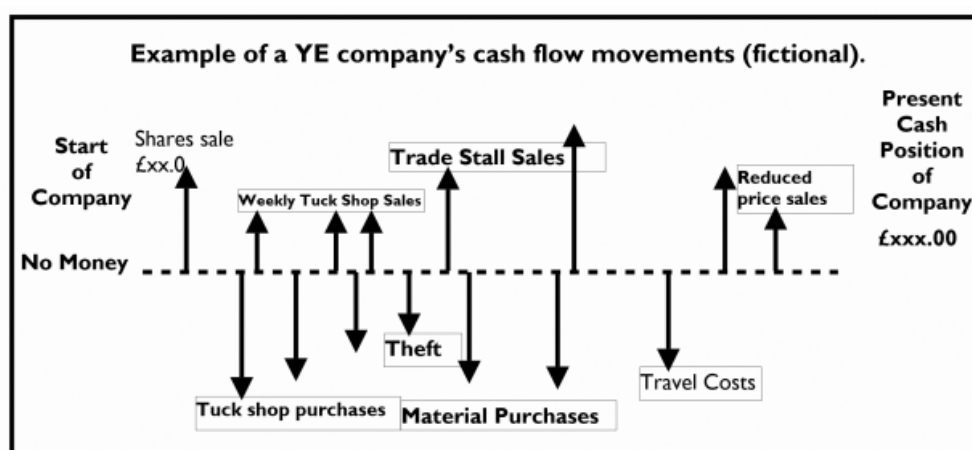 Example of a YE company's cash flow movements (fictional).
Start
of
Company
Shares sale
£xx.0
Weekly Tuck Shop Sales
Trade Stall Sales
Reduced
price sales
Present
Cash
Position
of
Company
£xxx.00
No Money
Theft
Tuck shop purchases
Material Purchases
Travel Costs